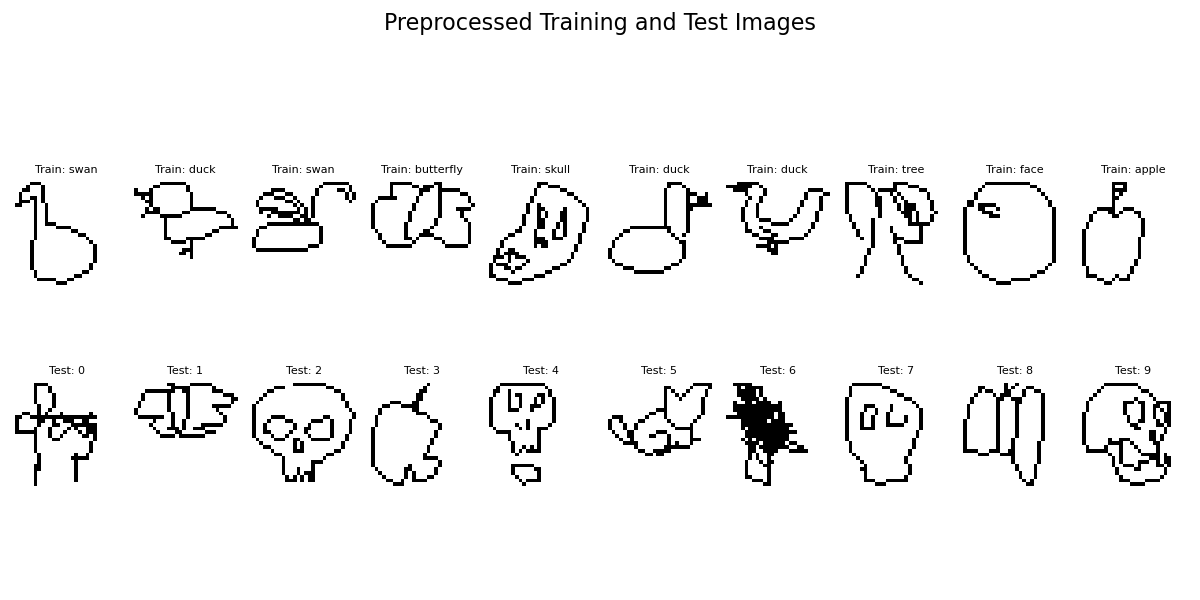 Preprocessed Training and Test Images
Train: swan Train: duck Train: swan Train: butterfly Train: skull Train: duck Train: duck Train: tree Train: face Train: apple
Test: 0 Test: 1 Test: 2 Test: 3 Test: 4 Test: 5 Test: 6 Test: 7 Test: 8 Test: 9